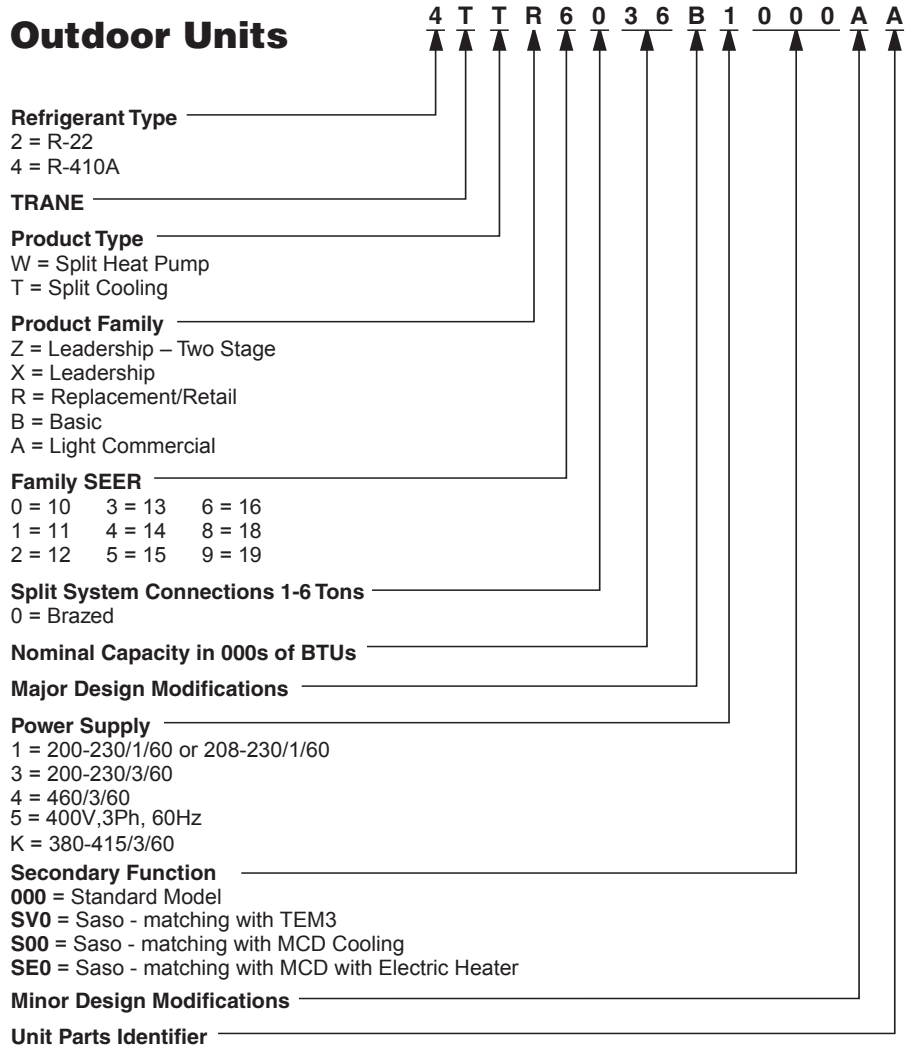 Outdoor Units
4 T T R 6 0 3 6 B 1 0 0 0 A A
Refrigerant Type
2 = R-22
4 = R-410A
TRANE
Product Type
W = Split Heat Pump
T = Split Cooling
Product Family
Z = Leadership – Two Stage
X = Leadership
R = Replacement/Retail
B = Basic
A = Light Commercial
Family SEER
0 = 10 3 = 13 6 = 16
1 = 11 4 = 14 8 = 18
2 = 12 5 = 15 9 = 19
Split System Connections 1-6 Tons
0 = Brazed
Nominal Capacity in 000s of BTUs
Major Design Modifications
Power Supply
1 = 200-230/1/60 or 208-230/1/60
3 = 200-230/3/60
4 = 460/3/60
5 = 400V,3Ph, 60Hz
K = 380-415/3/60
Secondary Function
000 = Standard Model
SV0 = Saso - matching with TEM3
S00 = Saso - matching with MCD Cooling
SE0 = Saso - matching with MCD with Electric Heater
Minor Design Modifications
Unit Parts Identifier